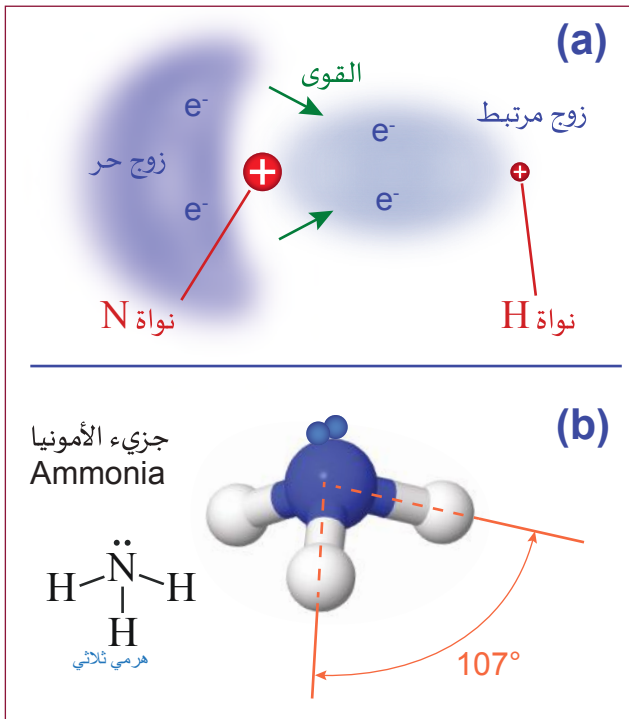 (a)
القوى
زوج مرتبط
e-
e-
زوج حر
e-
e-
+
+
نواة N
نواة H
(b)
جزيء الأمونيا
Ammonia
N
H H
H
هرمي ثلاثي
107°